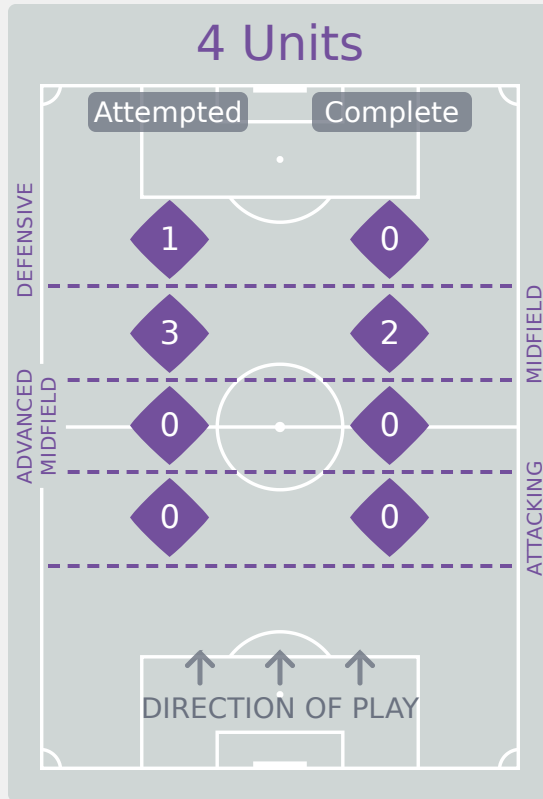 4 Units
Attempted
Complete
DEFENSIVE
1
0
MIDFIELD
3
2
ADVANCED
MIDFIELD
0
0
ATTACKING
0
0
DIRECTION OF PLAY